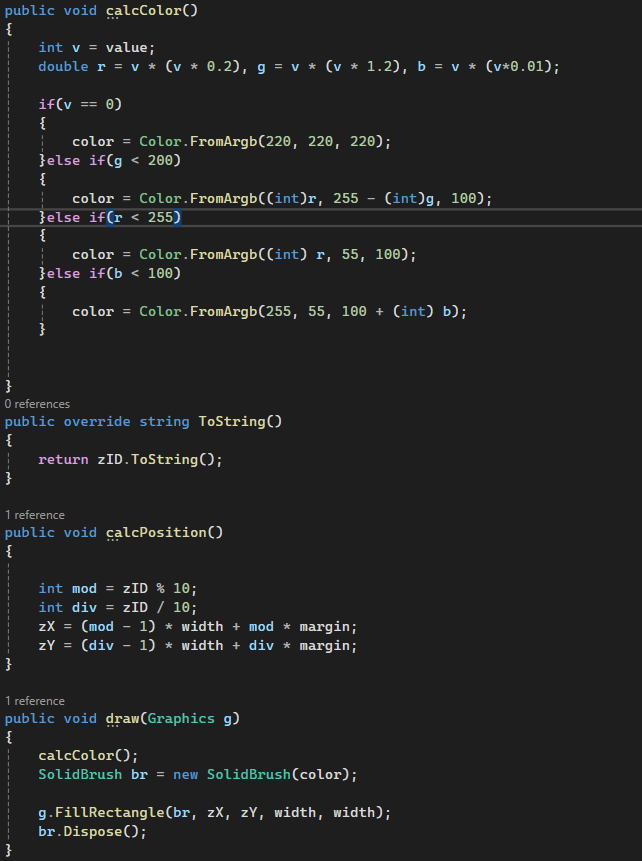 public void calcColor()
{
int v = value;
double r = v * (v * 0.2), g = v * (v * 1.2), b = v * (v*0.01);
if(v == 0)
{
color = Color.FromArgb(220, 220, 220);
}else if(g < 200)
{
color = Color.FromArgb((int)r, 255 - (int)g, 100);
}else if(r < 255)
{
color = Color.FromArgb((int) r, 55, 100);
}else if(b < 100)
{
color = Color.FromArgb(255, 55, 100 + (int) b);
}
}
0 references
public override string ToString()
{
return zID.ToString();
}
1 reference
public void calcPosition()
{
int mod = zID % 10;
int div = zID / 10;
zX = (mod - 1) * width + mod * margin;
zY = (div - 1) * width + div * margin;
}
1 reference
public void draw(Graphics g)
{
calcColor();
SolidBrush br = new SolidBrush(color);
g.FillRectangle(br, zX, zY, width, width);
br.Dispose();
}